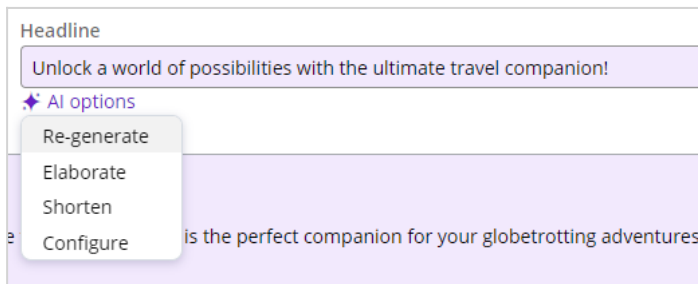 Headline
Unlock a world of possibilities with the ultimate travel companion!
AI options
Re-generate
Elaborate
Shorten
Configure
e
is the perfect companion for your globetrotting adventures